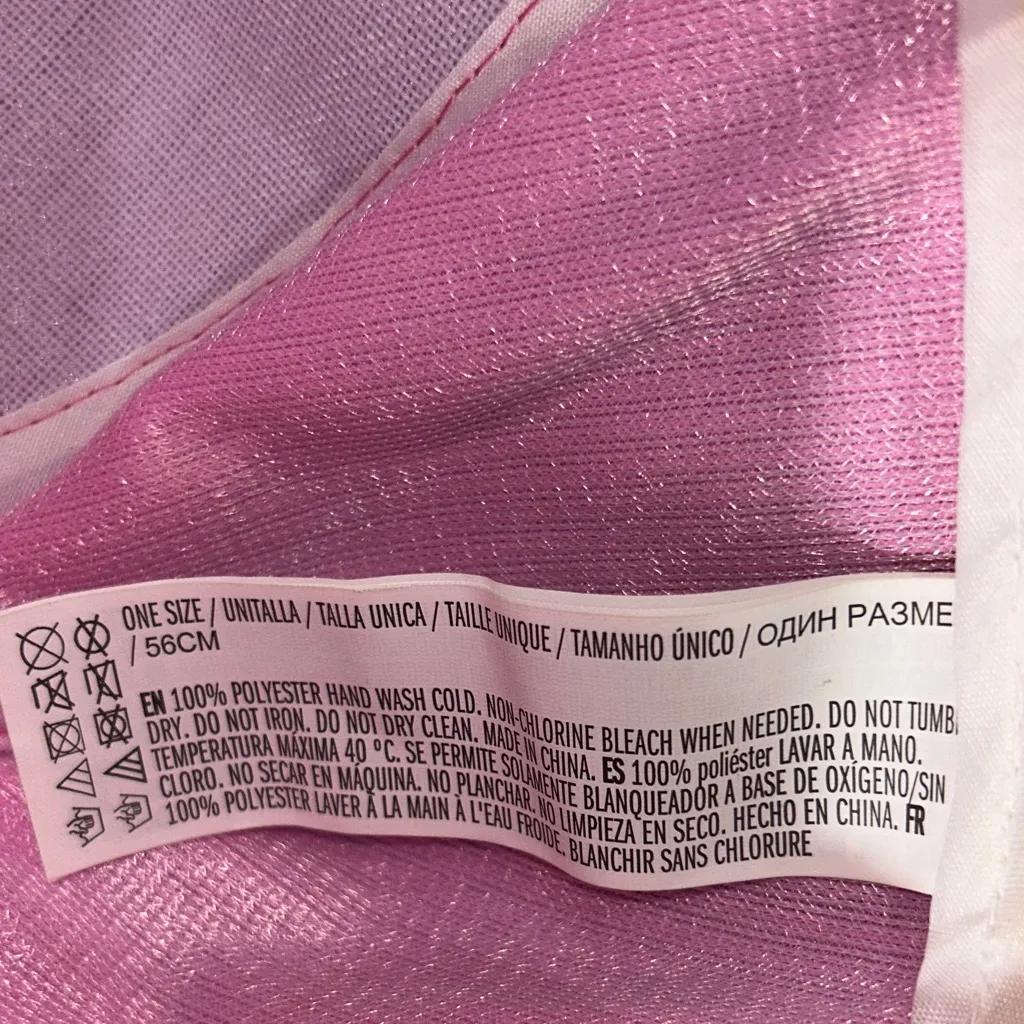 ONE SIZE / UNITALLA / TALLA UNICA / TAILLE UNIQUE / TAMANHO ÚNICO / ОДИН РАЗМЕ
/ 56CM
EN 100% POLYESTER HAND WASH COLD. NON-CHLORINE BLEACH WHEN NEEDED. DO NOT TUMB
DRY. DO NOT IRON. DO NOT DRY CLEAN. MADE IN CHINA. ES 100% poliéster LAVAR A MANO.
TEMPERATURA MÁXIMA 40 ºC. SE PERMITE SOLAMENTE BLANQUEADOR A BASE DE OXÍGENO/SIN
CLORO. NO SECAR EN MÁQUINA. NO PLANCHAR. NO LIMPIEZA EN SECO. HECHO EN CHINA. FR
100% POLYESTER LAVER À LA MAIN À L'EAU FROIDE. BLANCHIR SANS CHLORURE